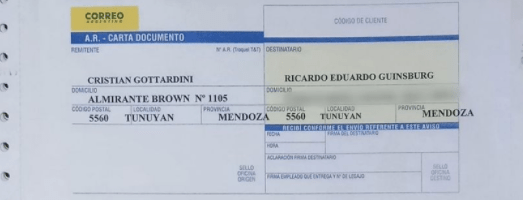 CORREO
ARGENTINO
CÓDIGO DE CLIENTE
A.R. - CARTA DOCUMENTO
REMITENTE
Nº A.R. (Troquel TAT)
DESTINATARIO
CRISTIAN GOTTARDINI
RICARDO EDUARDO GUINSBURG
DOMICILIO
DOMICILIO
ALMIRANTE BROWN Nº 1105
CÓDIGO POSTAL LOCALIDAD PROVINCIA
CÓDIGO POSTAL LOCALIDAD PROVINCIA
5560 TUNUYAN MENDOZA
5560 TUNUYAN MENDOZA
RECIBÍ CONFORME EL ENVÍO REFERENTE A ESTE AVISO
FECHA
FIRMA DEL DESTINATARIO
HORA
ACLARACIÓN FIRMA DESTINATARIO
SELLO
OFICINA
ORIGEN
SELLO
OFICINA
DESTINO
FIRMA EMPLEADO QUE ENTREGA Y Nº DE LEGAJO